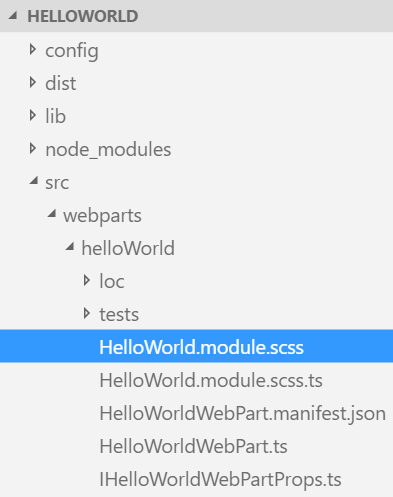 HELLOWORLD
config
dist
lib
node_modules
src
webparts
helloWorld
loc
tests
HelloWorld.module.scss
HelloWorld.module.scss.ts
HelloWorldWebPart.manifest.json
HelloWorldWebPart.ts
IHelloWorldWebPartProps.ts